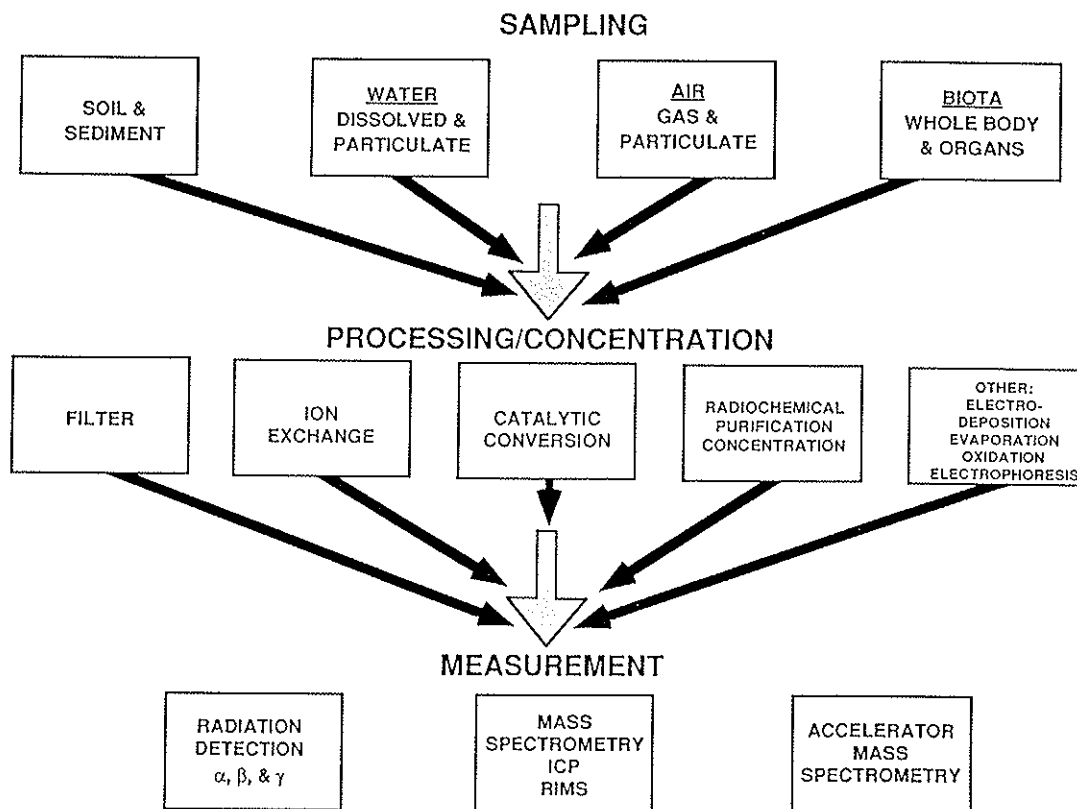 SAMPLING
SOIL &
SEDIMENT
WATER
DISSOLVED &
PARTICULATE
AIR
GAS &
PARTICULATE
BIOTA
WHOLE BODY
& ORGANS
PROCESSING/CONCENTRATION
FILTER
ION
EXCHANGE
CATALYTIC
CONVERSION
RADIOCHEMICAL
PURIFICATION
CONCENTRATION
OTHER:
ELECTRO-
DEPOSITION
EVAPORATION
OXIDATION
ELECTROPHORESIS
MEASUREMENT
RADIATION
DETECTION
α, β, & γ
MASS
SPECTROMETRY
ICP
RIMS
ACCELERATOR
MASS
SPECTROMETRY